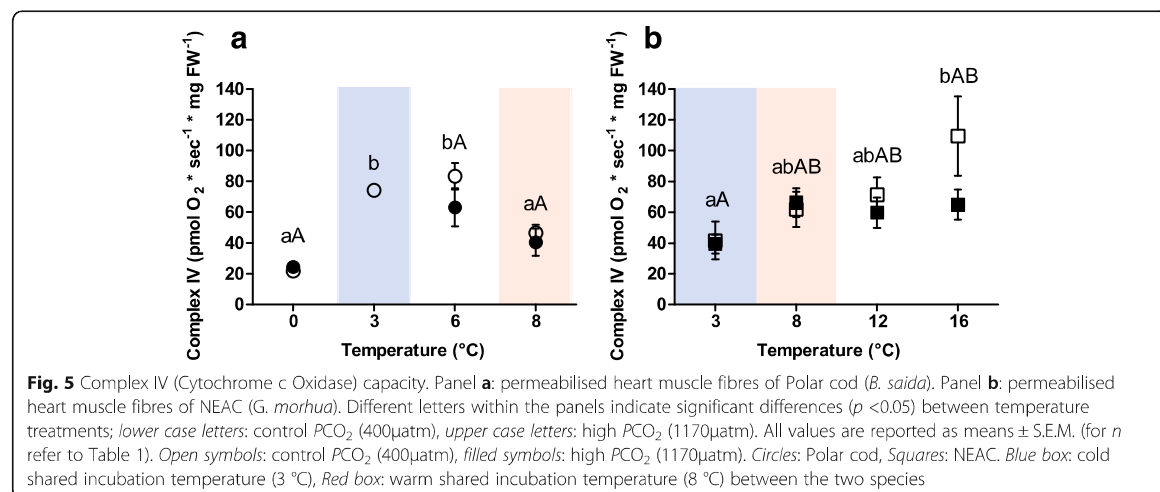 a
b
Complex IV (pmol O2 * sec-1 * mg FW-1)
140
120
100
80
60
40
20
0
aA
b
bA
aA
0
3
6
8
Temperature (°C)
Complex IV (pmol O2 * sec-1 * mg FW-1)
140
120
100
80
60
40
20
0
aA
abAB
abAB
bAB
3
8
12
16
Temperature (°C)
Fig. 5 Complex IV (Cytochrome c Oxidase) capacity. Panel a: permeabilised heart muscle fibres of Polar cod (B. saida). Panel b: permeabilised
heart muscle fibres of NEAC (G. morhua). Different letters within the panels indicate significant differences (p <0.05) between temperature
treatments; lower case letters: control PCO2 (400μatm), upper case letters: high PCO2 (1170μatm). All values are reported as means ± S.E.M. (for n
refer to Table 1). Open symbols: control PCO2 (400μatm), filled symbols: high PCO2 (1170μatm). Circles: Polar cod, Squares: NEAC. Blue box: cold
shared incubation temperature (3 °C), Red box: warm shared incubation temperature (8 °C) between the two species